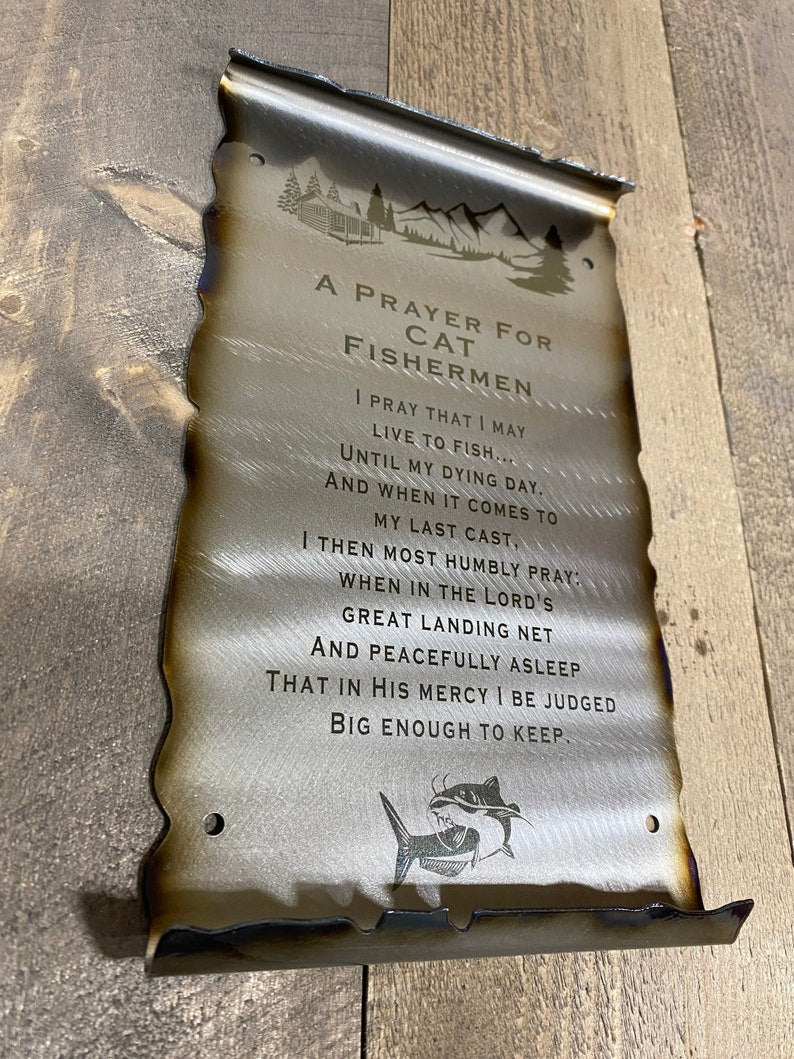 A Prayer For
CAT
Fishermen
I pray that I may
live to fish...
Until my dying day.
And when it comes to
my last cast,
I then most humbly pray:
when in the Lord's
great landing net
And peacefully asleep
That in His mercy I be judged
Big enough to keep.